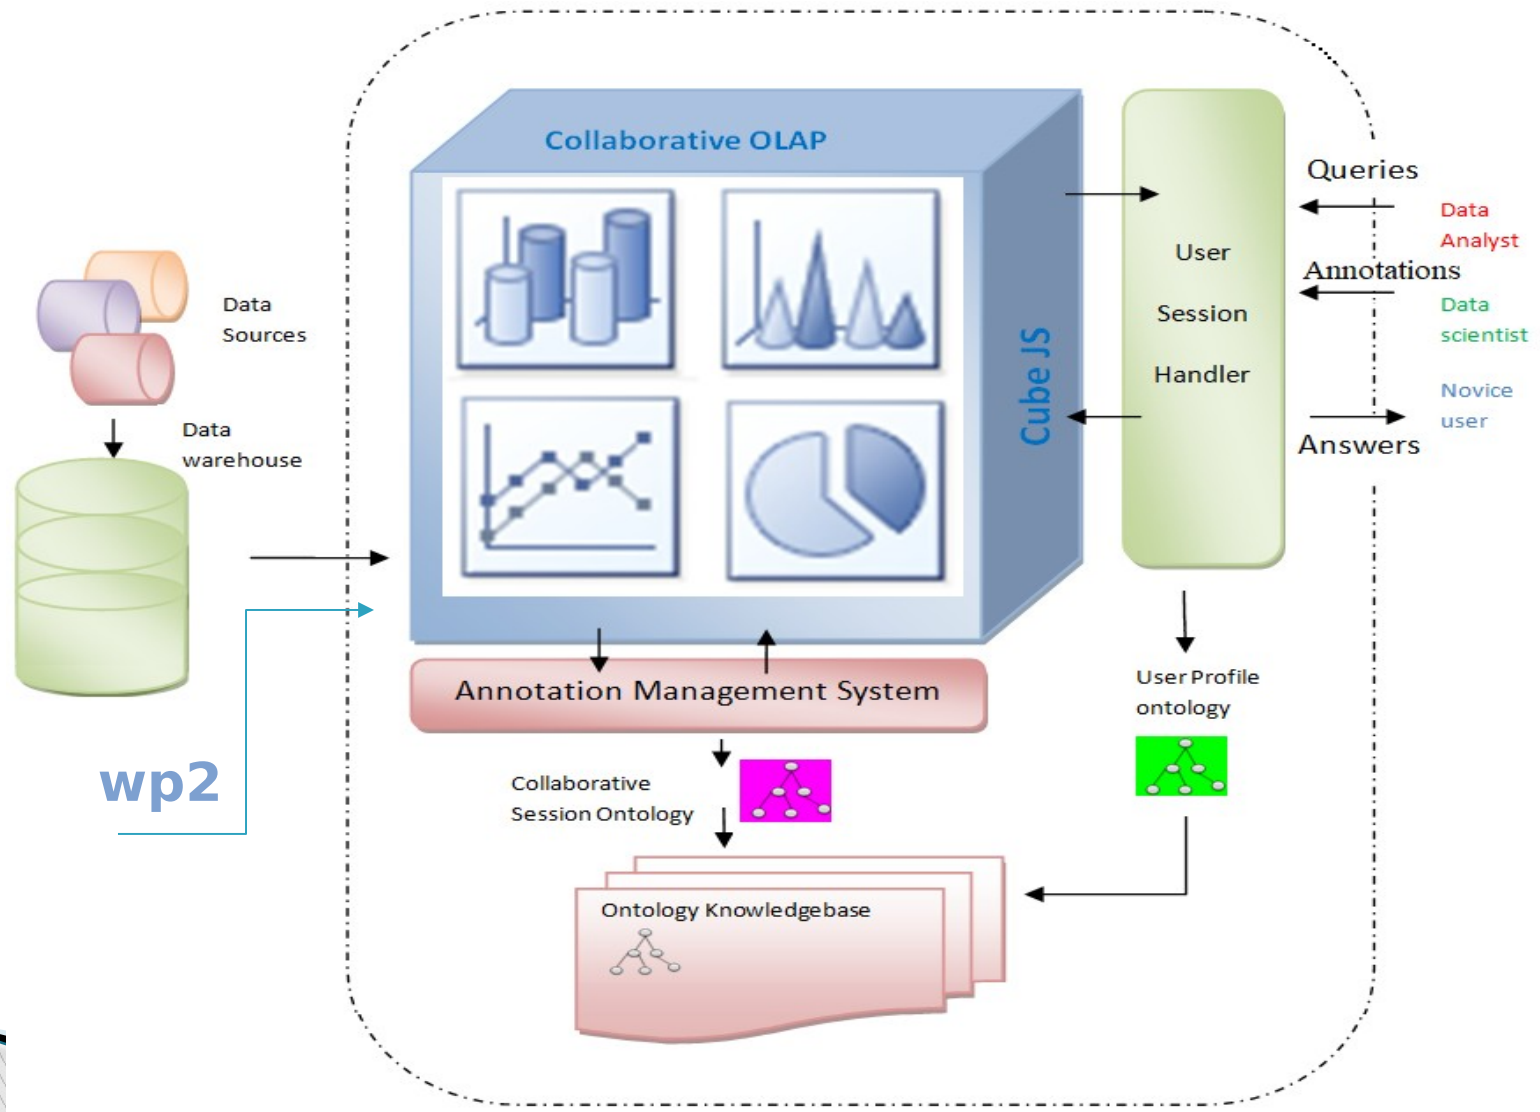 Collaborative OLAP
Cube JS
User
Session
Handler
Queries
Data
Analyst
Annotations
Data
scientist
Novice
user
Answers
Data
Sources
Data
warehouse
wp2
Annotation Management System
User Profile
ontology
Collaborative
Session Ontology
Ontology Knowledgebase